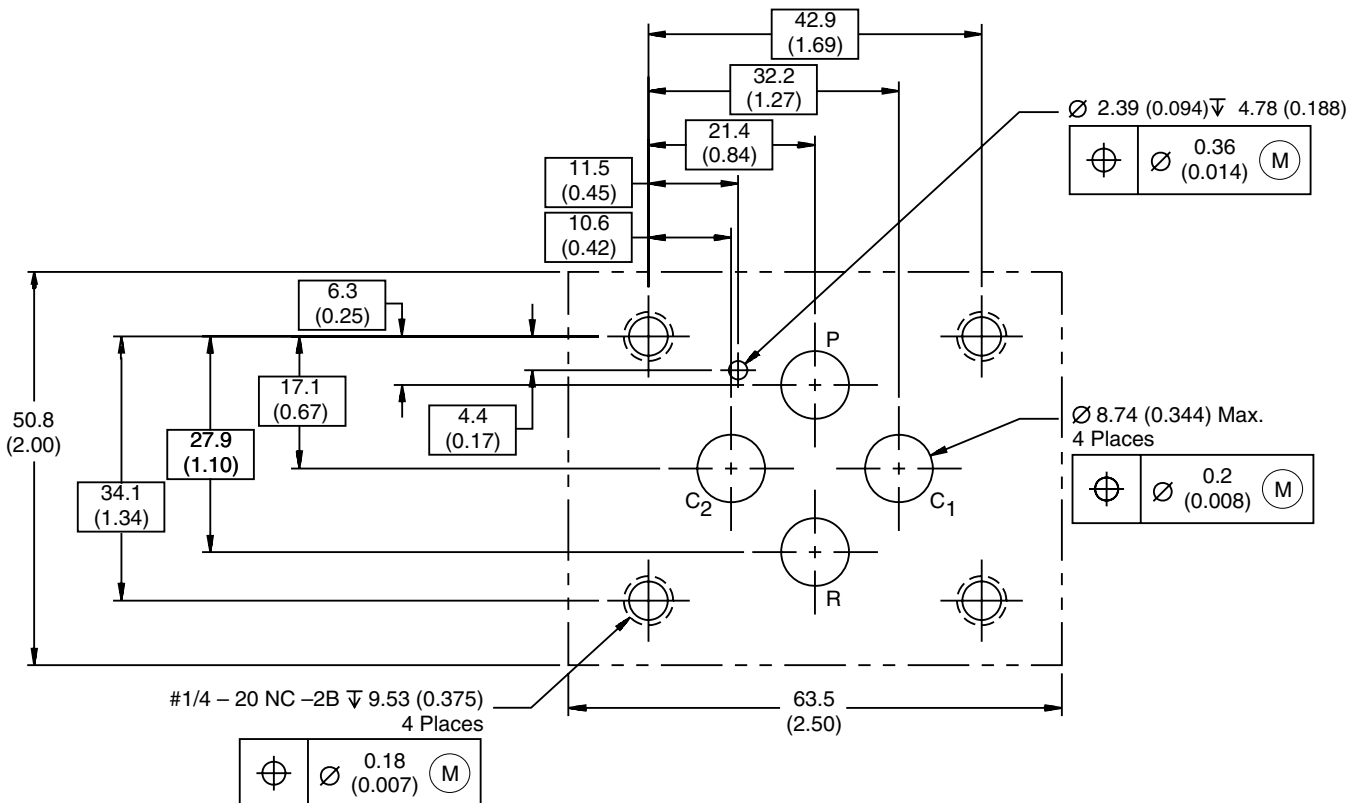 42.9
(1.69)
32.2
(1.27)
⌀ 2.39 (0.094)↧ 4.78 (0.188)
21.4
(0.84)
⌖ ⌀ 0.36 Ⓜ
(0.014)
11.5
(0.45)
10.6
(0.42)
6.3
(0.25)
P
17.1
(0.67)
4.4
(0.17)
50.8
(2.00)
⌀ 8.74 (0.344) Max.
4 Places
27.9
(1.10)
⌖ ⌀ 0.2 Ⓜ
(0.008)
34.1
(1.34)
C2
C1
R
#1/4 – 20 NC –2B ↧ 9.53 (0.375)
4 Places
63.5
(2.50)
⌖ ⌀ 0.18 Ⓜ
(0.007)